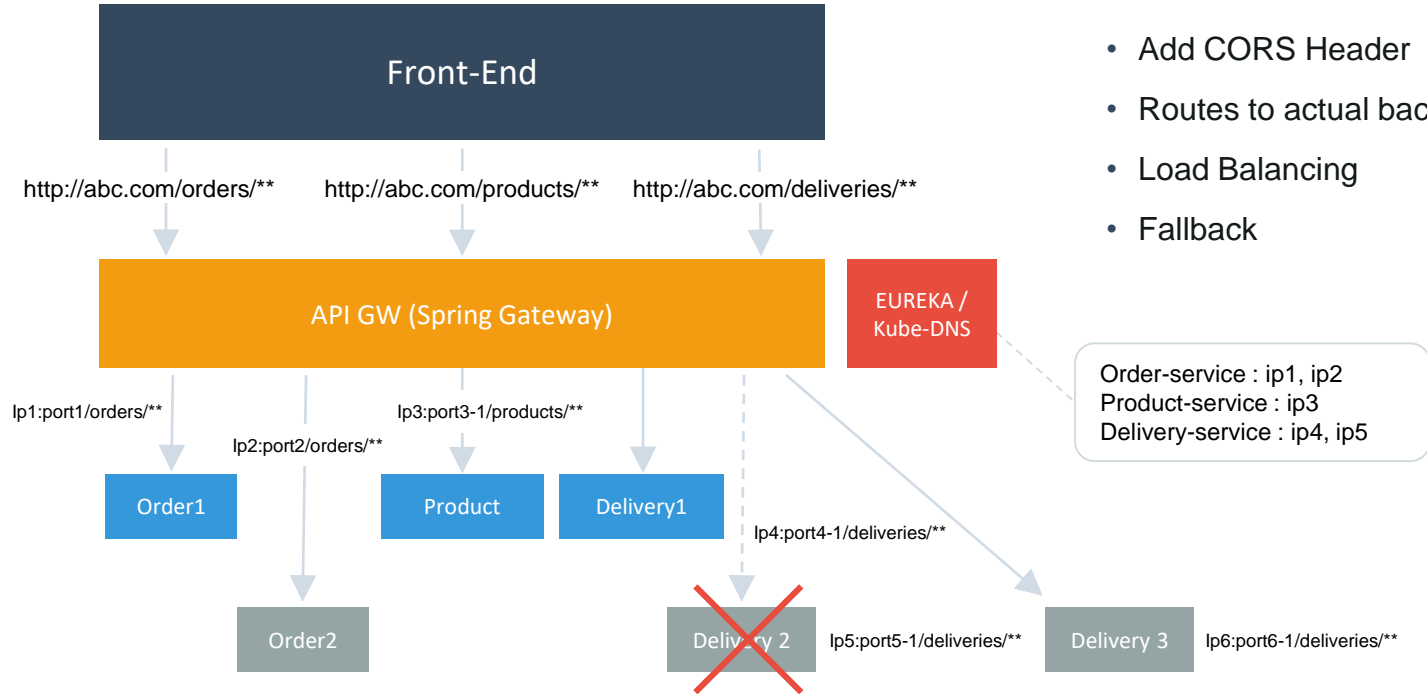 Front-End
• Add CORS Header
• Routes to actual bac
• Load Balancing
• Fallback
http://abc.com/orders/**
http://abc.com/products/**
http://abc.com/deliveries/**
API GW (Spring Gateway)
EUREKA /
Kube-DNS
Order-service : ip1, ip2
Product-service : ip3
Delivery-service : ip4, ip5
Ip1:port1/orders/**
Ip3:port3-1/products/**
Ip2:port2/orders/**
Order1
Product
Delivery1
Ip4:port4-1/deliveries/**
Order2
Delivery 2
Ip5:port5-1/deliveries/**
Delivery 3
Ip6:port6-1/deliveries/**